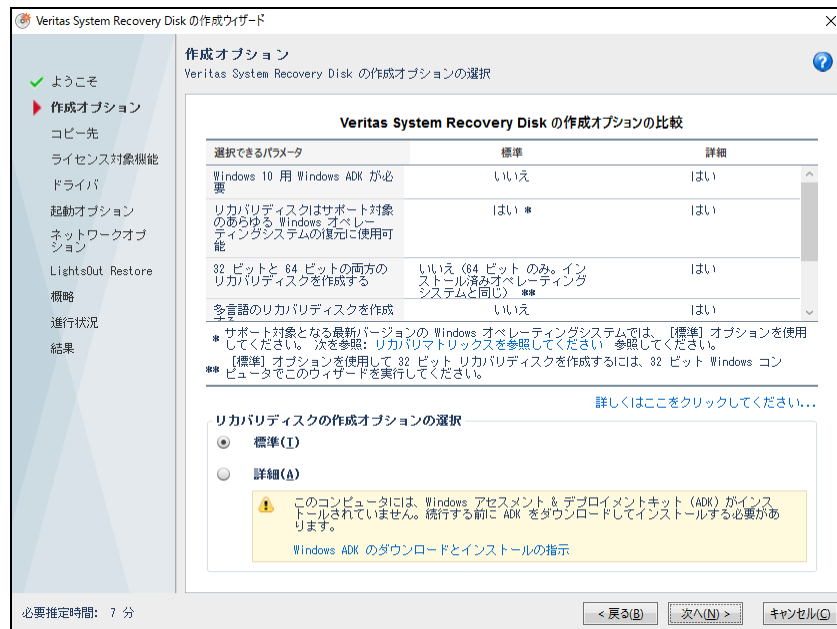 Veritas System Recovery Disk の作成ウィザード
作成オプション
Veritas System Recovery Disk の作成オプションの選択
ようこそ
作成オプション
コピー先
ライセンス対象機能
ドライバ
起動オプション
ネットワークオプ
ション
LightsOut Restore
概略
進行状況
結果
Veritas System Recovery Disk の作成オプションの比較
選択できるパラメータ 標準 詳細
Windows 10 用 Windows ADK が必
要
いいえ はい
リカバリディスクはサポート対象
のあらゆる Windows オペレー
ティングシステムの復元に使用可
能
はい * はい
32 ビットと 64 ビットの両方の
リカバリディスクを作成する
いいえ (64 ビット のみ。イン
ストール済みオペレーティング
システムと同じ) **
はい
多言語のリカバリディスクを作成
いいえ はい
* サポート対象となる最新バージョンの Windows オペレーティングシステムでは、 [標準] オプションを使用
してください。 次を参照: リカバリマトリックスを参照してください 参照してください。
** [標準] オプションを使用して 32 ビット リカバリディスクを作成するには、32 ビット Windows コン
ピュータでこのウィザードを実行してください。
詳しくはここをクリックしてください...
リカバリディスクの作成オプションの選択
標準(T)
詳細(A)
このコンピュータには、Windows アセスメント & デプロイメントキット (ADK) がインス
トールされていません。続行する前に ADK をダウンロードしてインストールする必要があ
ります。
Windows ADK のダウンロードとインストールの指示
必要推定時間: 7 分
< 戻る(B)
次へ(N) >
キャンセル(C)